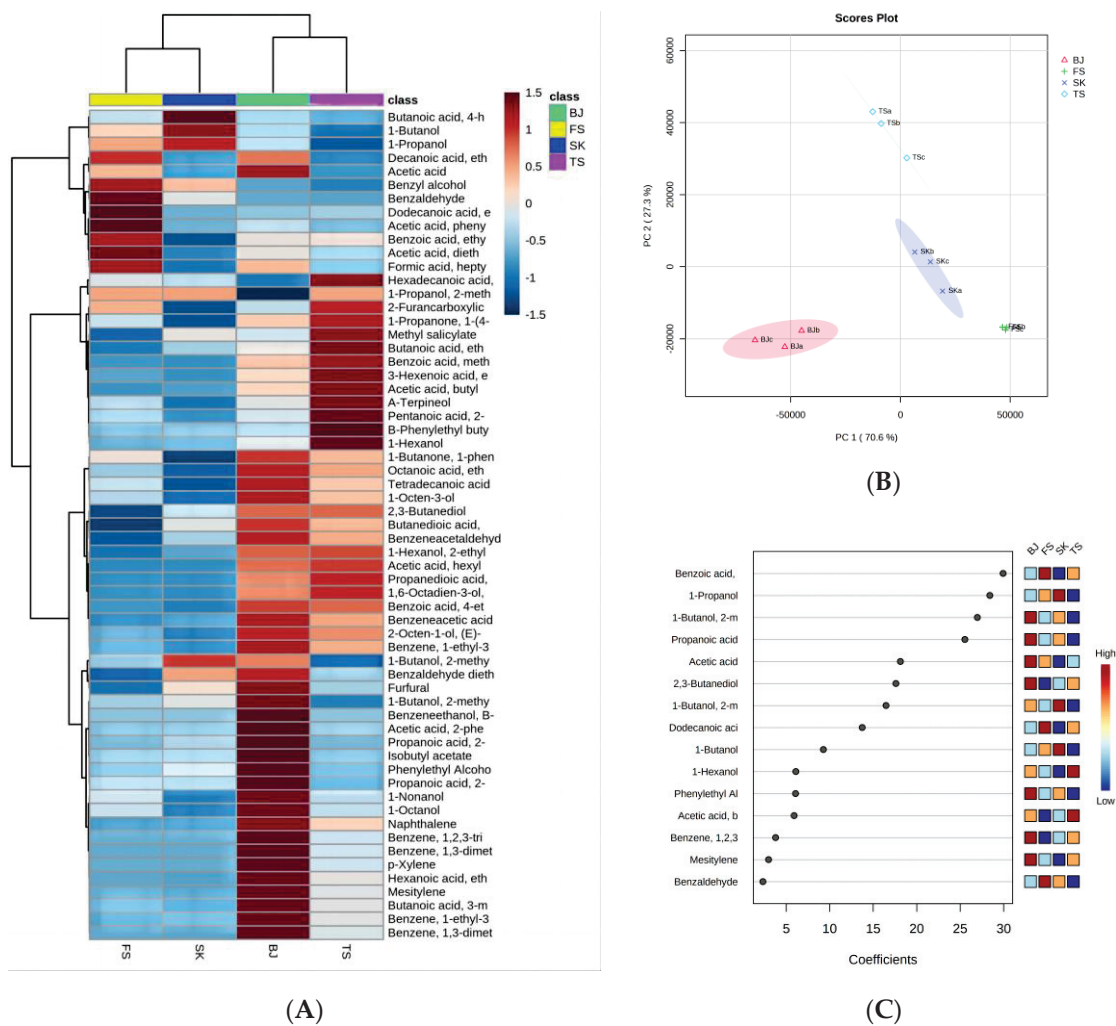 class
Butanoic acid, 4-h
1-Butanol
1-Propanol
Decanoic acid, eth
Acetic acid
Benzyl alcohol
Benzaldehyde
Dodecanoic acid, e
Acetic acid, pheny
Benzoic acid, ethy
Acetic acid, dieth
Formic acid, hepty
Hexadecanoic acid,
1-Propanol, 2-meth
2-Furancarboxylic
1-Propanone, 1-(4-
Methyl salicylate
Butanoic acid, eth
Benzoic acid, meth
3-Hexenoic acid, e
Acetic acid, butyl
A-Terpineol
Pentanoic acid, 2-
B-Phenylethyl buty
1-Hexanol
1-Butanone, 1-phen
Octanoic acid, eth
Tetradecanoic acid
1-Octen-3-ol
2,3-Butanediol
Butanedioic acid,
Benzeneacetaldehyd
1-Hexanol, 2-ethyl
Acetic acid, hexyl
Propanedioic acid,
1,6-Octadien-3-ol,
Benzoic acid, 4-et
Benzeneacetic acid
2-Octen-1-ol, (E)-
Benzene, 1-ethyl-3
1-Butanol, 2-methy
Benzaldehyde dieth
Furfural
1-Butanol, 2-methy
Benzeneethanol, B-
Acetic acid, 2-phe
Propanoic acid, 2-
Isobutyl acetate
Phenylethyl Alcoho
Propanoic acid, 2-
1-Nonanol
1-Octanol
Naphthalene
Benzene, 1,2,3-tri
Benzene, 1,3-dimet
p-Xylene
Hexanoic acid, eth
Mesitylene
Butanoic acid, 3-m
Benzene, 1-ethyl-3
Benzene, 1,3-dimet
FS
SK
BJ
TS
1.5
1
0.5
0
-0.5
-1
-1.5
class
BJ
FS
SK
TS
(A)
Scores Plot
PC 2 ( 27.3 %)
60000
40000
20000
0
-20000
TSa
TSb
TSc
SKb
SKc
SKa
BJb
BJc
BJa
-50000
0
50000
PC 1 ( 70.6 %)
BJ
FS
SK
TS
(B)
BJ
FS
SK
TS
Benzoic acid,
1-Propanol
1-Butanol, 2-m
Propanoic acid
Acetic acid
2,3-Butanediol
1-Butanol, 2-m
Dodecanoic aci
1-Butanol
1-Hexanol
Phenylethyl Al
Acetic acid, b
Benzene, 1,2,3
Mesitylene
Benzaldehyde
High
Low
5
10
15
20
25
30
Coefficients
(C)